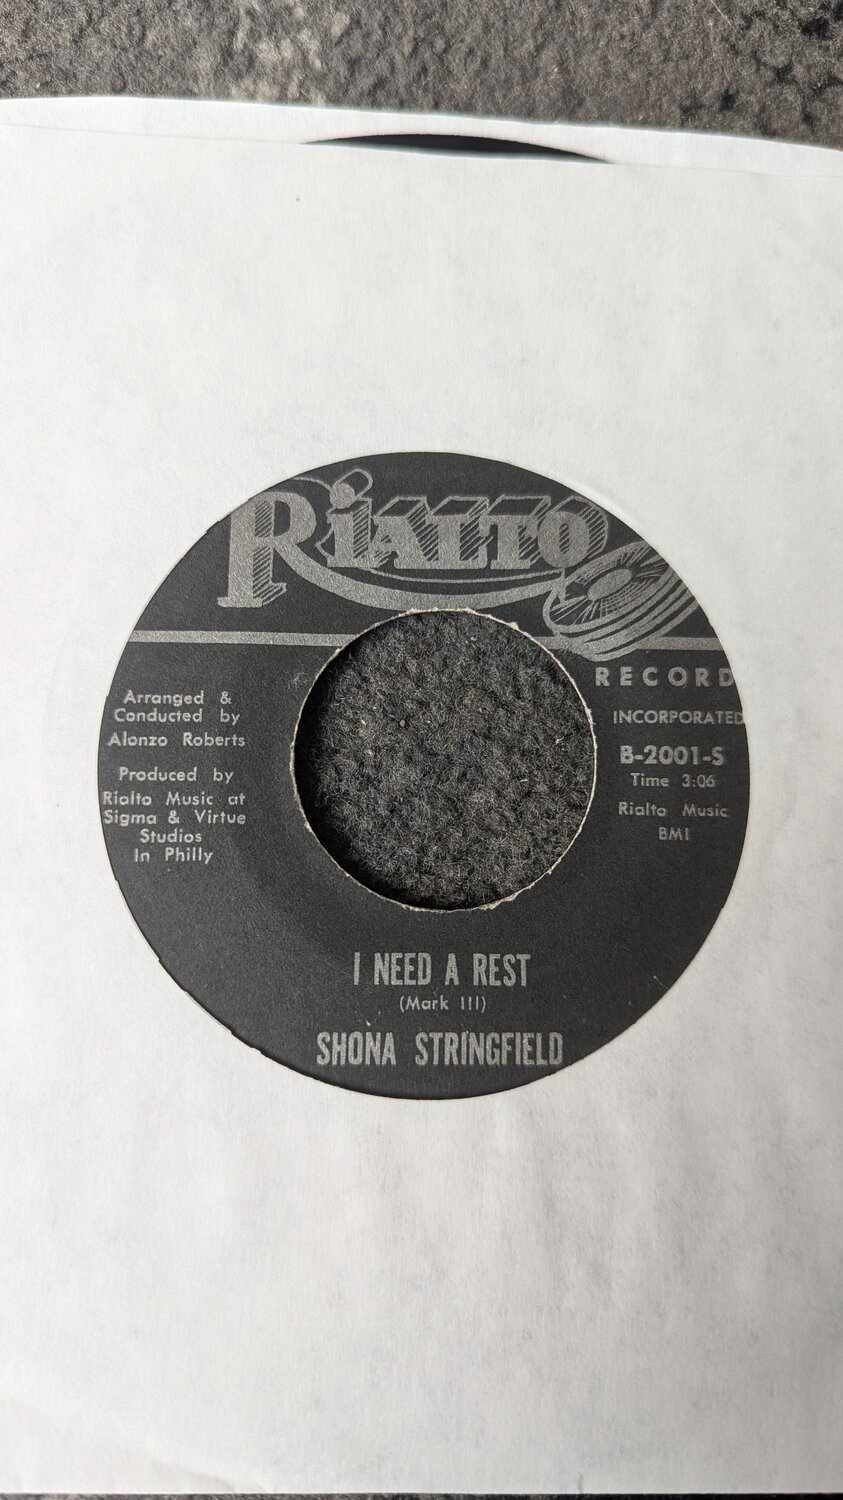 RIALTO
RECORD
INCORPORATED
B-2001-S
Time 3:06
Rialto Music
BMI
Arranged &
Conducted by
Alonzo Roberts
Produced by
Rialto Music at
Sigma & Virtue
Studios
In Philly
I NEED A REST
(Mark III)
SHONA STRINGFIELD